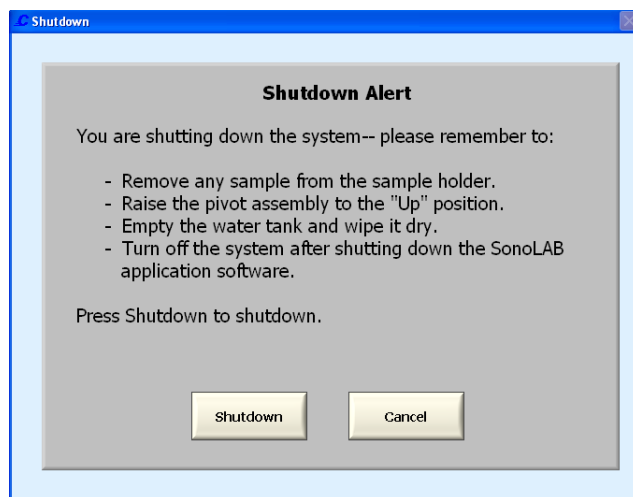 Shutdown
Shutdown Alert
You are shutting down the system-- please remember to:
- Remove any sample from the sample holder.
- Raise the pivot assembly to the "Up" position.
- Empty the water tank and wipe it dry.
- Turn off the system after shutting down the SonoLAB
application software.
Press Shutdown to shutdown.
Shutdown
Cancel